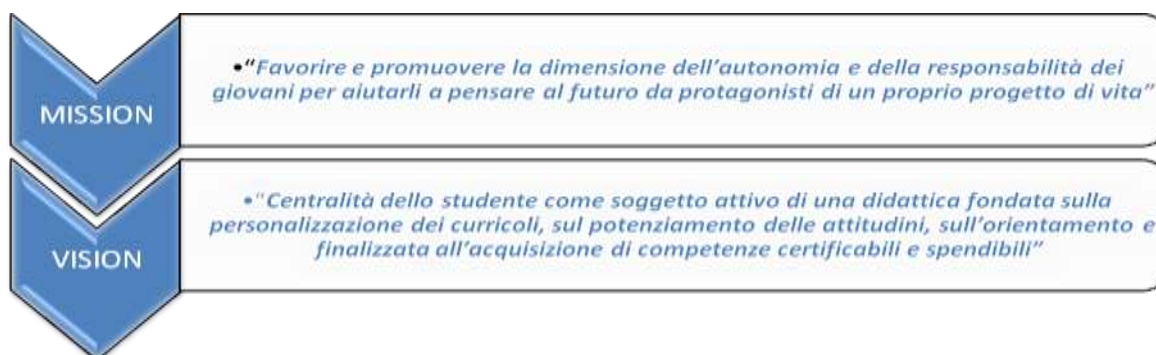 MISSION
•"Favorire e promuovere la dimensione dell'autonomia e della responsabilità dei
giovani per aiutarli a pensare al futuro da protagonisti di un proprio progetto di vita"
VISION
•"Centralità dello studente come soggetto attivo di una didattica fondata sulla
personalizzazione dei curricoli, sul potenziamento delle attitudini, sull'orientamento e
finalizzata all'acquisizione di competenze certificabili e spendibili"